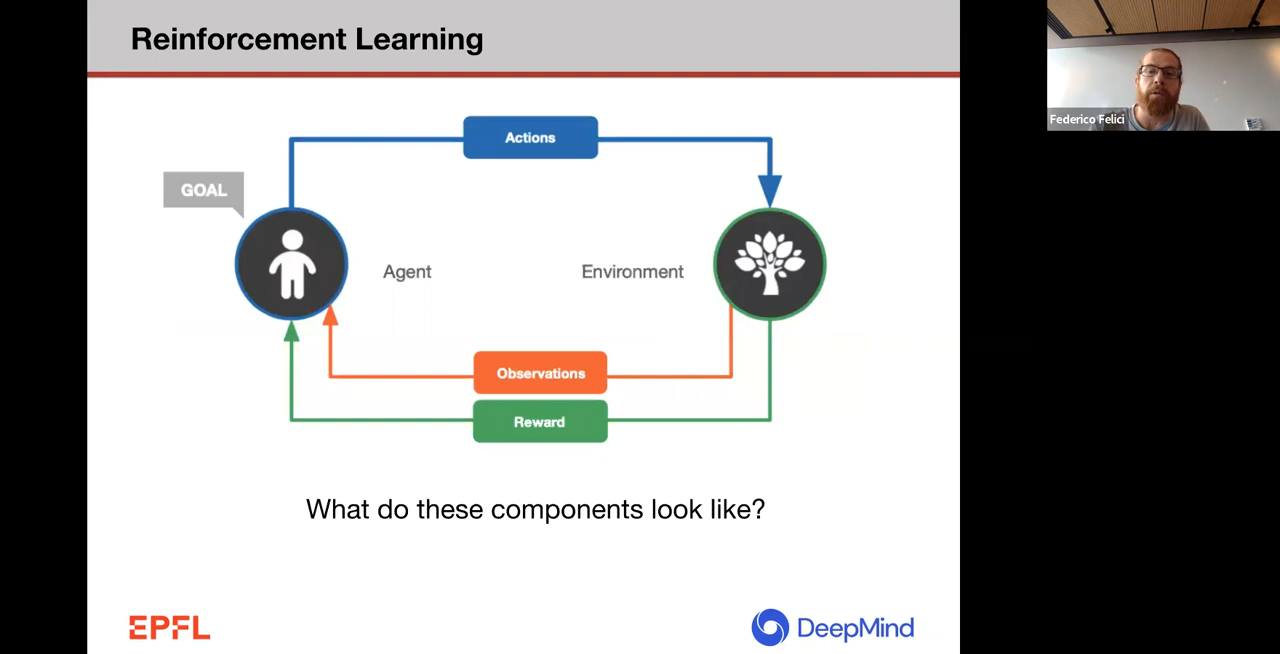 Reinforcement Learning
Federico Felici
Actions
GOAL
Agent
Environment
Observations
Reward
What do these components look like?
EPFL
DeepMind